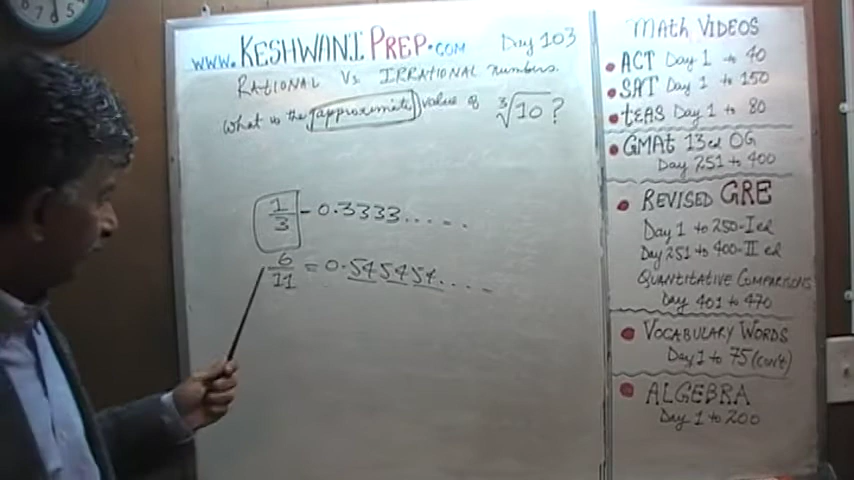 www.KESHWANI PREP.com Day 103
RATIONAL Vs IRRATIONAL numbers.
What is the approximate value of ∛10?
1/3 - 0.3333.....
6/11 = 0.545454.....
MATH VIDEOS
ACT Day 1 to 40
SAT Day 1 to 150
tEAS Day 1 to 80
GMAt 13ed OG
Day 251 to 400
REVISED GRE
Day 1 to 250-I ed
Day 251 to 400-II ed
QUANTITATIVE COMPARISONS
Day 401 to 470
VOCABULARY WORDS
Day 1 to 75 (con't)
ALGEBRA
Day 1 to 200